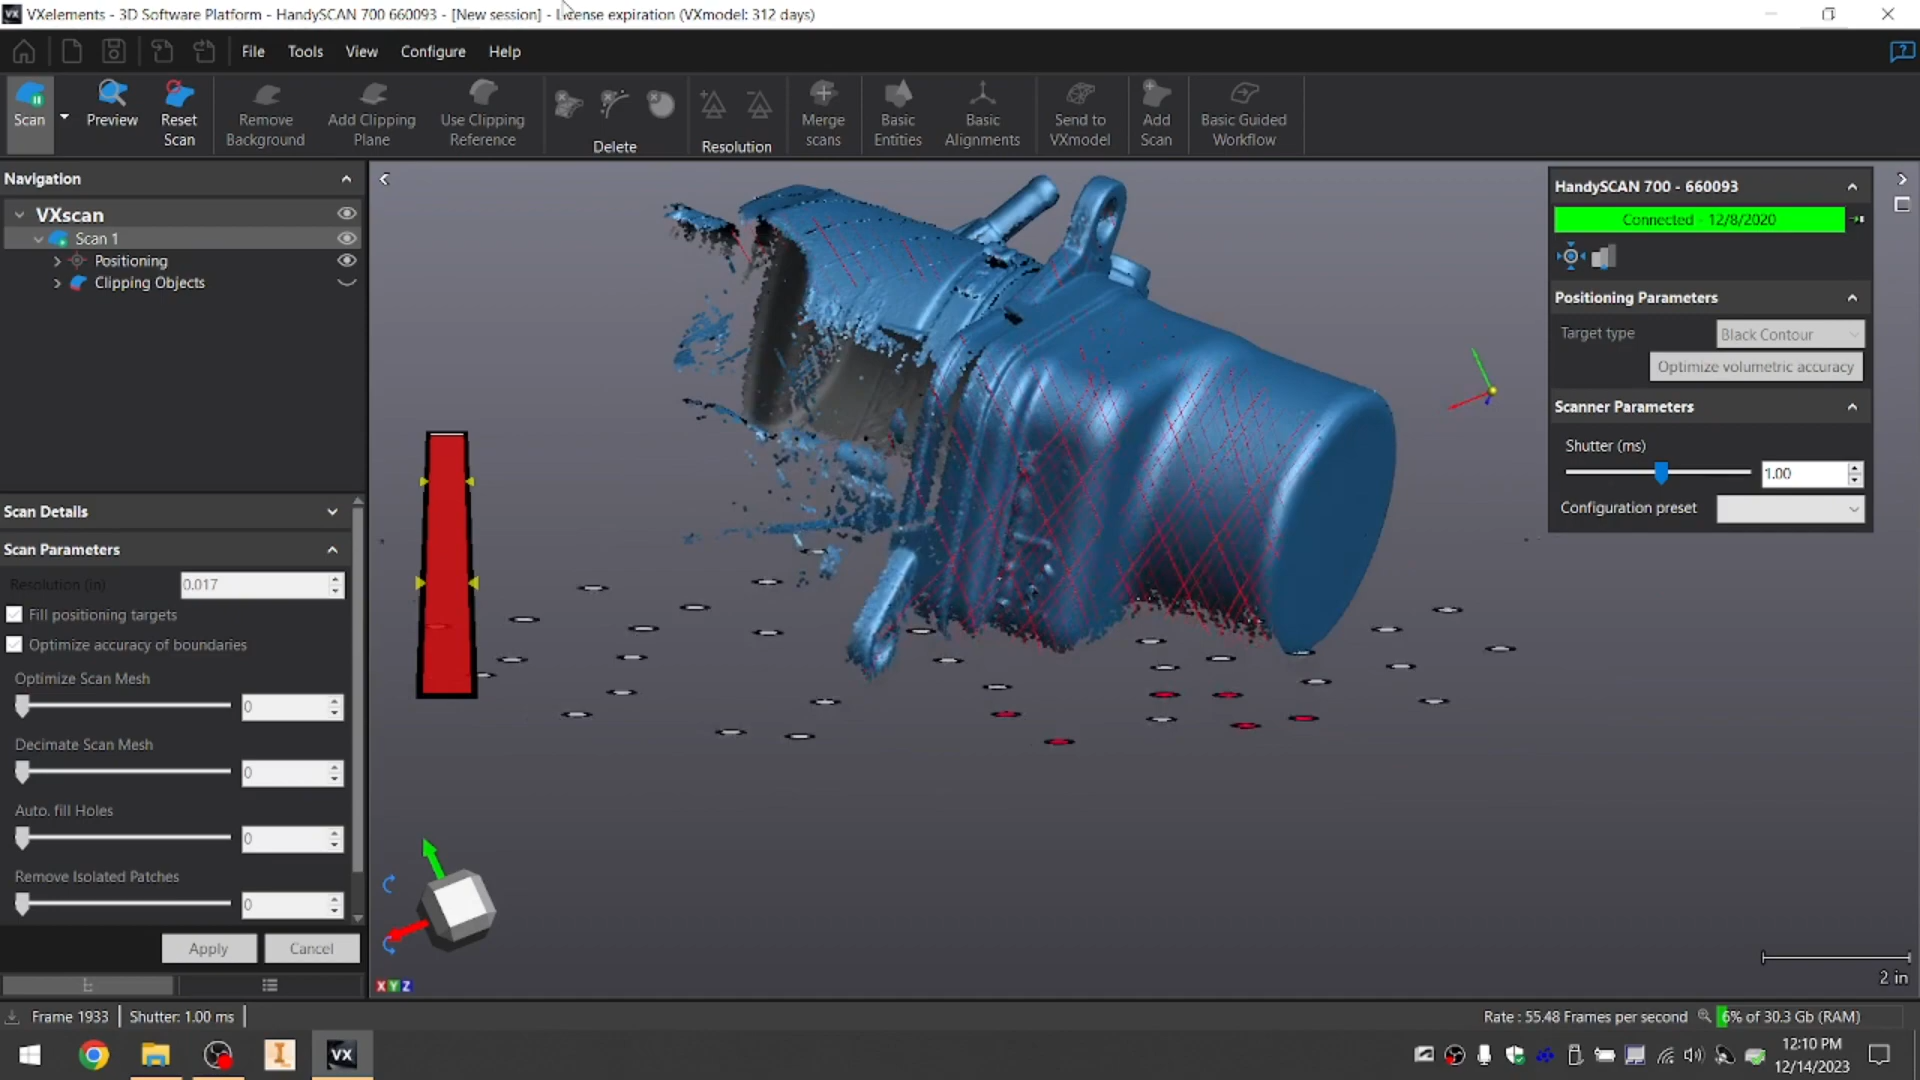 VX VXelements - 3D Software Platform - HandySCAN 700 660093 - [New session] - License expiration (VXmodel: 312 days)
File Tools View Configure Help
Scan
Preview
Reset
Scan
Remove
Background
Add Clipping
Plane
Use Clipping
Reference
Delete
Resolution
Merge
scans
Basic
Entities
Basic
Alignments
Send to
VXmodel
Add
Scan
Basic Guided
Workflow
Navigation
VXscan
Scan 1
Positioning
Clipping Objects
Scan Details
Scan Parameters
Resolution (in) 0.017
Fill positioning targets
Optimize accuracy of boundaries
Optimize Scan Mesh
0
Decimate Scan Mesh
0
Auto. fill Holes
0
Remove Isolated Patches
0
Apply Cancel
HandySCAN 700 - 660093
Connected - 12/8/2020
Positioning Parameters
Target type Black Contour
Optimize volumetric accuracy
Scanner Parameters
Shutter (ms)
1.00
Configuration preset
X Y Z
2 in
Frame 1933 Shutter: 1.00 ms
Rate : 55.48 Frames per second 6% of 30.3 Gb (RAM)
I
VX
12:10 PM
12/14/2023